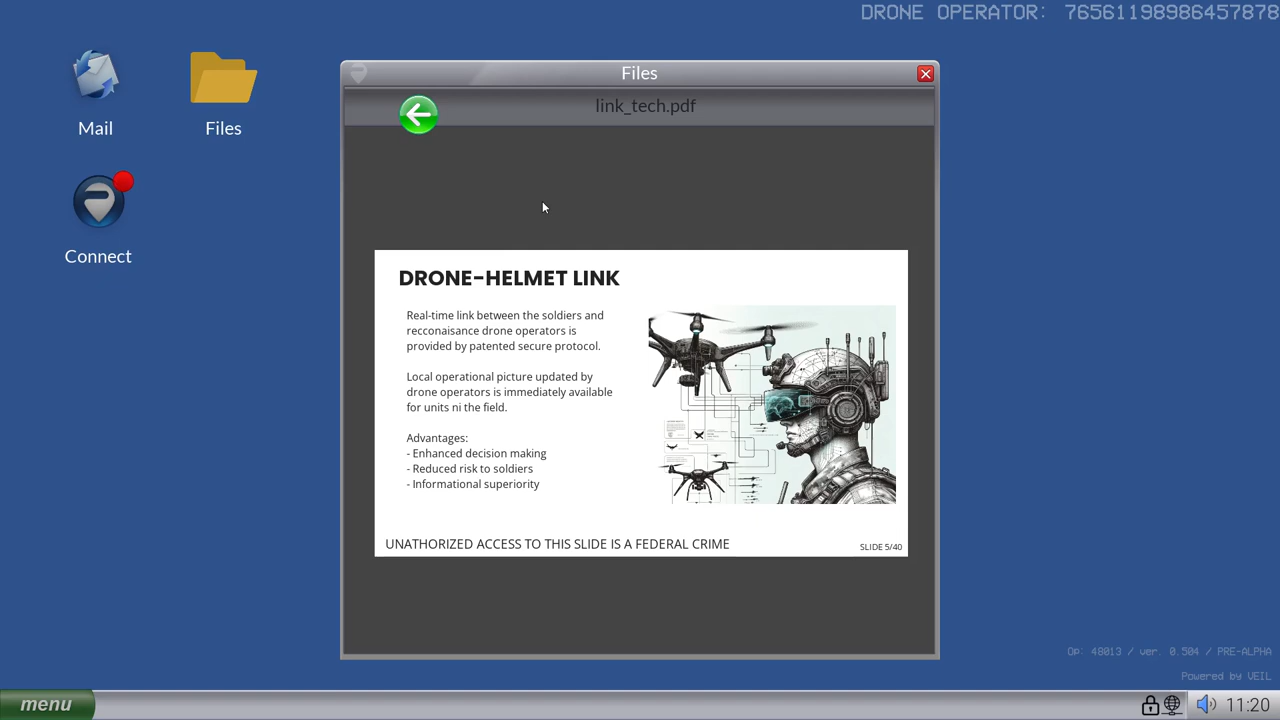 DRONE OPERATOR: 76561198986457878
Files
link_tech.pdf
Mail
Files
Connect
DRONE-HELMET LINK
Real-time link between the soldiers and
recconaisance drone operators is
provided by patented secure protocol.
Local operational picture updated by
drone operators is immediately available
for units ni the field.
Advantages:
- Enhanced decision making
- Reduced risk to soldiers
- Informational superiority
UNATHORIZED ACCESS TO THIS SLIDE IS A FEDERAL CRIME
SLIDE 5/40
Op: 48013 / ver. 0.504 / PRE-ALPHA
Powered by VEIL
menu
11:20